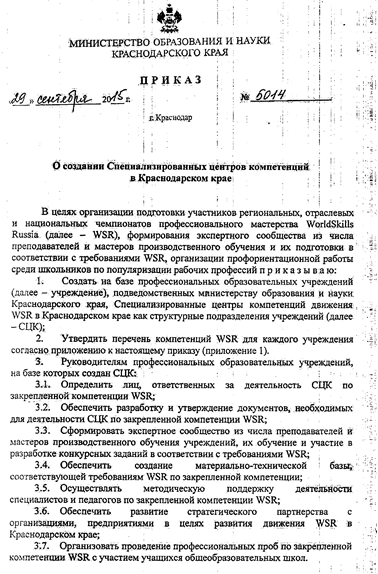 МИНИСТЕРСТВО ОБРАЗОВАНИЯ И НАУКИ
КРАСНОДАРСКОГО КРАЯ
П Р И К А З
«29» сентября 2015 г.
№ 5014
г. Краснодар
О создании Специализированных центров компетенций
в Краснодарском крае
В целях организации подготовки участников региональных, отраслевых
и национальных чемпионатов профессионального мастерства WorldSkills
Russia (далее – WSR), формирования экспертного сообщества из числа
преподавателей и мастеров производственного обучения и их подготовки в
соответствии с требованиями WSR, организации профориентационной работы
среди школьников по популяризации рабочих профессий п р и к а з ы в а ю:
1. Создать на базе профессиональных образовательных учреждений
(далее – учреждение), подведомственных министерству образования и науки
Краснодарского края, Специализированные центры компетенций движения
WSR в Краснодарском крае как структурные подразделения учреждений (далее
– СЦК);
2. Утвердить перечень компетенций WSR для каждого учреждения
согласно приложению к настоящему приказу (приложение 1).
3. Руководителям профессиональных образовательных учреждений,
на базе которых создан СЦК:
3.1. Определить лиц, ответственных за деятельность СЦК по
закрепленной компетенции WSR;
3.2. Обеспечить разработку и утверждение документов, необходимых
для деятельности СЦК по закрепленной компетенции WSR;
3.3. Сформировать экспертное сообщество из числа преподавателей и
мастеров производственного обучения учреждений, их обучение и участие в
разработке конкурсных заданий в соответствии с требованиями WSR;
3.4. Обеспечить создание материально-технической базы,
соответствующей требованиям WSR по закрепленной компетенции;
3.5. Осуществлять методическую поддержку деятельности
специалистов и педагогов по закрепленной компетенции WSR;
3.6. Обеспечить развитие стратегического партнерства с
организациями, предприятиями в целях развития движения WSR в
Краснодарском крае;
3.7. Организовать проведение профессиональных проб по закрепленной
компетенции WSR с участием учащихся общеобразовательных школ.